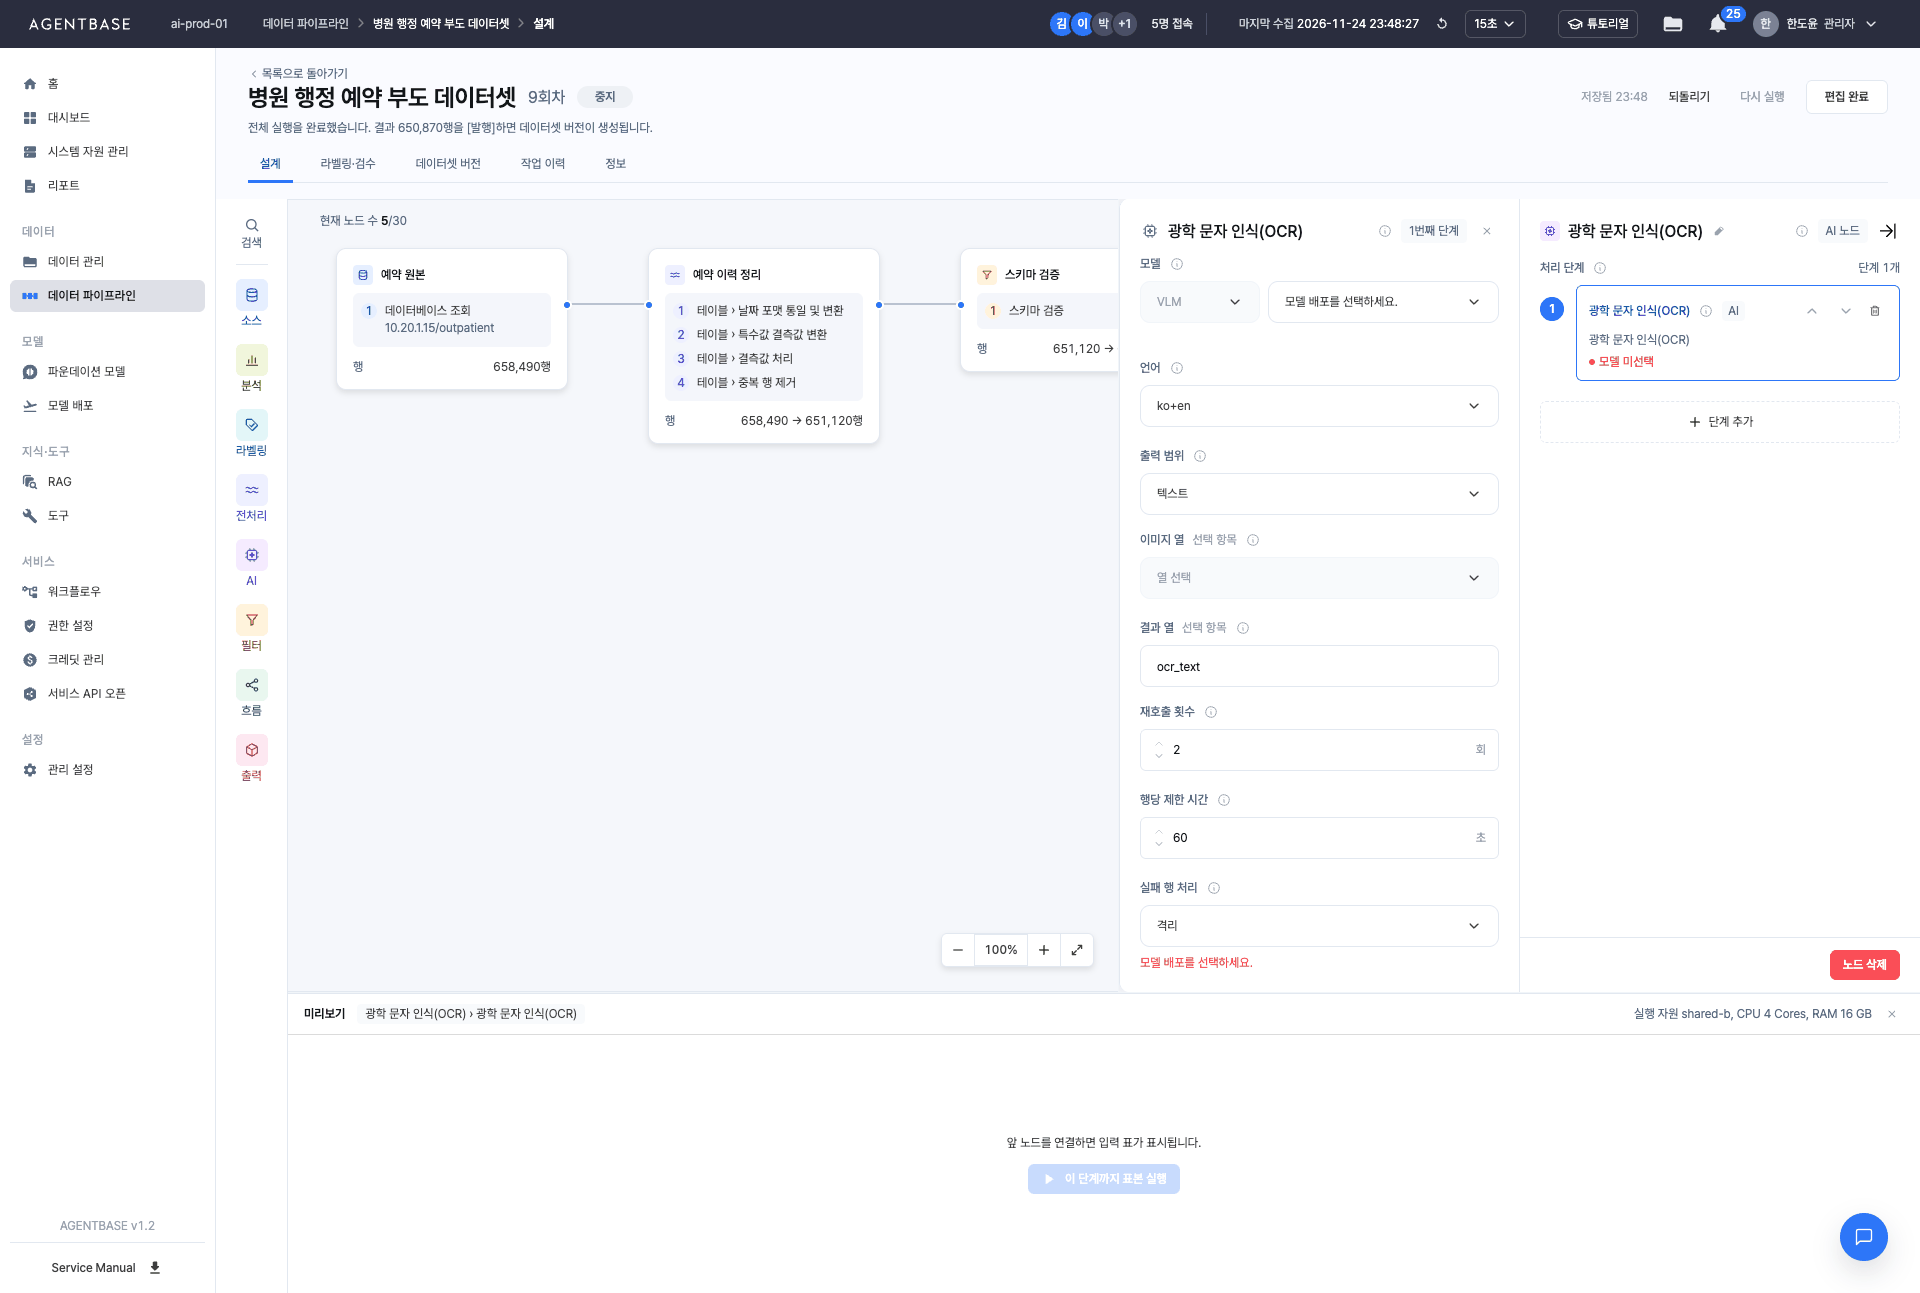 AGENTBASE
ai-prod-01
데이터 파이프라인 > 병원 행정 예약 부도 데이터셋 > 설계
김 이 박 +1 5명 접속
마지막 수집 2026-11-24 23:48:27
15초
튜토리얼
25
한 한도윤 관리자
홈
대시보드
시스템 자원 관리
리포트
데이터
데이터 관리
데이터 파이프라인
모델
파운데이션 모델
모델 배포
지식·도구
RAG
도구
서비스
워크플로우
권한 설정
크레딧 관리
서비스 API 오픈
설정
관리 설정
AGENTBASE v1.2
Service Manual
목록으로 돌아가기
병원 행정 예약 부도 데이터셋 9회차 중지
전체 실행을 완료했습니다. 결과 650,870행을 [발행]하면 데이터셋 버전이 생성됩니다.
저장됨 23:48 되돌리기 다시 실행 편집 완료
설계 라벨링·검수 데이터셋 버전 작업 이력 정보
검색
소스
분석
라벨링
전처리
AI
필터
흐름
출력
현재 노드 수 5/30
예약 원본
1 데이터베이스 조회
10.20.1.15/outpatient
행 658,490행
예약 이력 정리
1 테이블 › 날짜 포맷 통일 및 변환
2 테이블 › 특수값 결측값 변환
3 테이블 › 결측값 처리
4 테이블 › 중복 행 제거
행 658,490 → 651,120행
스키마 검증
1 스키마 검증
행 651,120 →
100%
광학 문자 인식(OCR) 1번째 단계
모델
VLM 모델 배포를 선택하세요.
언어
ko+en
출력 범위
텍스트
이미지 열 선택 항목
열 선택
결과 열 선택 항목
ocr_text
재호출 횟수
2 회
행당 제한 시간
60 초
실패 행 처리
격리
모델 배포를 선택하세요.
광학 문자 인식(OCR) AI 노드
처리 단계 단계 1개
1 광학 문자 인식(OCR) AI
광학 문자 인식(OCR)
모델 미선택
단계 추가
노드 삭제
미리보기 광학 문자 인식(OCR) › 광학 문자 인식(OCR)
실행 자원 shared-b, CPU 4 Cores, RAM 16 GB
앞 노드를 연결하면 입력 표가 표시됩니다.
이 단계까지 표본 실행